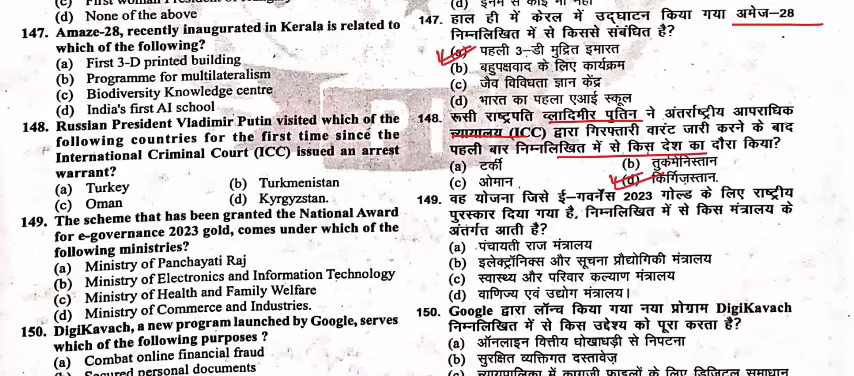 (d) None of the above
147. Amaze-28, recently inaugurated in Kerala is related to
which of the following?
(a) First 3-D printed building
(b) Programme for multilateralism
(c) Biodiversity Knowledge centre
(d) India's first AI school
148. Russian President Vladimir Putin visited which of the
following countries for the first time since the
International Criminal Court (ICC) issued an arrest
warrant?
(a) Turkey (b) Turkmenistan
(c) Oman (d) Kyrgyzstan.
149. The scheme that has been granted the National Award
for e-governance 2023 gold, comes under which of the
following ministries?
(a) Ministry of Panchayati Raj
(b) Ministry of Electronics and Information Technology
(c) Ministry of Health and Family Welfare
(d) Ministry of Commerce and Industries.
150. DigiKavach, a new program launched by Google, serves
which of the following purposes ?
(a) Combat online financial fraud
(b) Secured personal documents
147. हाल ही में केरल में उद्घाटन किया गया अमेज-28
निम्नलिखित में से किससे संबंधित है?
(a) पहली 3-डी मुद्रित इमारत
(b) बहुपक्षवाद के लिए कार्यक्रम
(c) जैव विविधता ज्ञान केंद्र
(d) भारत का पहला एआई स्कूल
148. रूसी राष्ट्रपति व्लादिमीर पुतिन ने अंतर्राष्ट्रीय आपराधिक
न्यायालय (ICC) द्वारा गिरफ्तारी वारंट जारी करने के बाद
पहली बार निम्नलिखित में से किस देश का दौरा किया?
(a) टर्की (b) तुर्कमेनिस्तान
(c) ओमान (d) किर्गिज़स्तान.
149. वह योजना जिसे ई-गवर्नेंस 2023 गोल्ड के लिए राष्ट्रीय
पुरस्कार दिया गया है, निम्नलिखित में से किस मंत्रालय के
अंतर्गत आती है?
(a) पंचायती राज मंत्रालय
(b) इलेक्ट्रॉनिक्स और सूचना प्रौद्योगिकी मंत्रालय
(c) स्वास्थ्य और परिवार कल्याण मंत्रालय
(d) वाणिज्य एवं उद्योग मंत्रालय।
150. Google द्वारा लॉन्च किया गया नया प्रोग्राम DigiKavach
निम्नलिखित में से किस उद्देश्य को पूरा करता है?
(a) ऑनलाइन वित्तीय धोखाधड़ी से निपटना
(b) सुरक्षित व्यक्तिगत दस्तावेज़
(c) न्यायपालिका में कागजी फाइलों के लिए डिजिटल समाधान